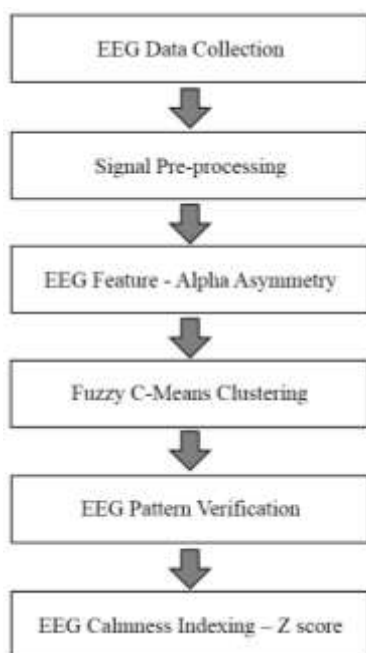 EEG Data Collection
Signal Pre-processing
EEG Feature - Alpha Asymmetry
Fuzzy C-Means Clustering
EEG Pattern Verification
EEG Calmness Indexing – Z score